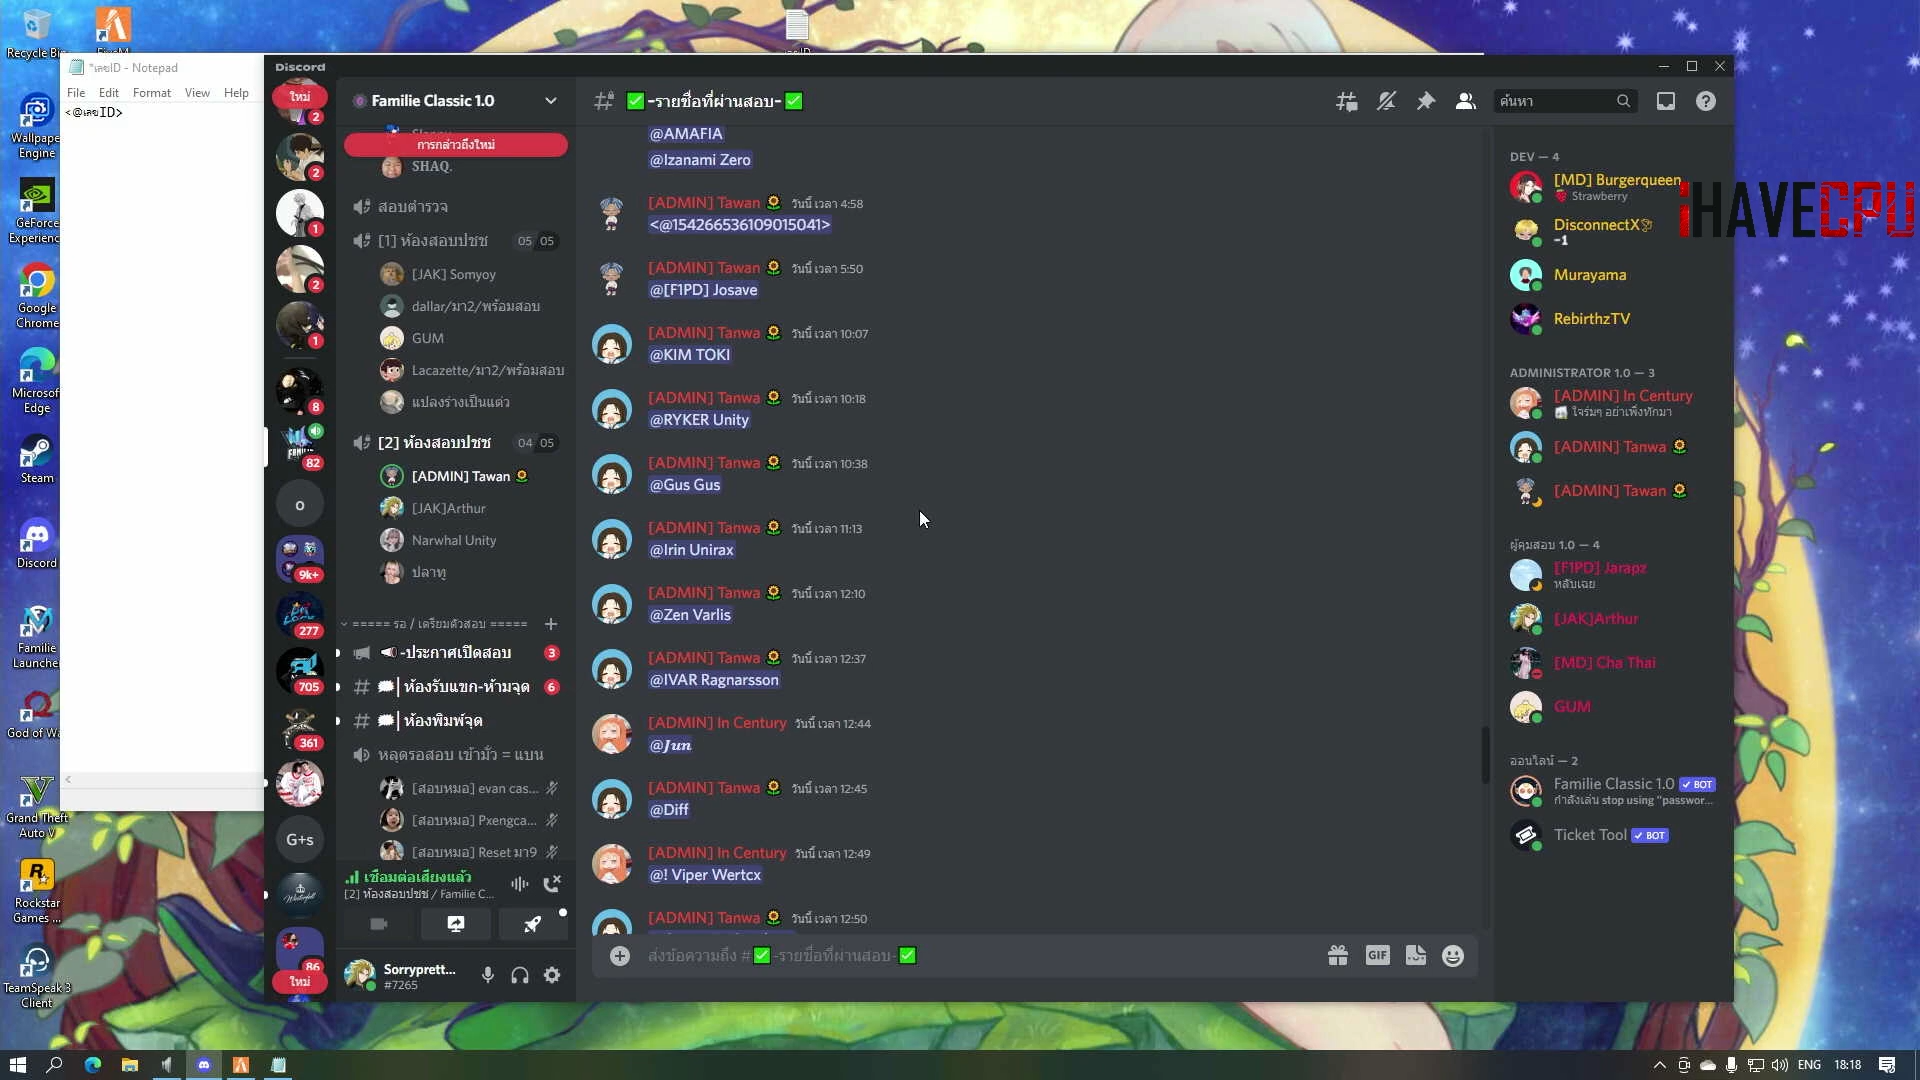 Recycle Bin
Wallpaper
Engine
GeForce
Experience
Google
Chrome
Microsoft
Edge
Steam
Discord
Familie
Launcher
God of Wa
Grand Theft
Auto V
Rockstar
Games ...
TeamSpeak 3
Client
*เลขID - Notepad
File Edit Format View Help
<@เลขID>
Discord
ใหม่
2
2
1
2
1
8
82
o
9k+
277
705
361
G+s
86
ใหม่
Familie Classic 1.0
การกล่าวถึงใหม่
SHAQ.
สอบตำรวจ
[1] ห้องสอบปชช 05 05
[JAK] Somyoy
dallar/มา2/พร้อมสอบ
GUM
Lacazette/มา2/พร้อมสอบ
แปลงร่างเป็นแต่ว
[2] ห้องสอบปชช 04 05
[ADMIN] Tawan 🌻
[JAK]Arthur
Narwhal Unity
ปลาทู
===== รอ / เตรียมตัวสอบ =====
-ประกาศเปิดสอบ 3
| ห้องรับแขก-ห้ามจุด 6
| ห้องพิมพ์จุด
หลุดรอสอบ เข้ามั่ว = แบน
[สอบหมอ] evan cas...
[สอบหมอ] Pxengca...
[สอบหมอ] Reset มา9
เชื่อมต่อเสียงแล้ว
[2] ห้องสอบปชช / Familie C...
Sorryprett...
#7265
✅-รายชื่อที่ผ่านสอบ-✅
ค้นหา
@AMAFIA
@Izanami Zero
[ADMIN] Tawan 🌻 วันนี้ เวลา 4:58
<@154266536109015041>
[ADMIN] Tawan 🌻 วันนี้ เวลา 5:50
@[F1PD] Josave
[ADMIN] Tanwa 🌻 วันนี้ เวลา 10:07
@KIM TOKI
[ADMIN] Tanwa 🌻 วันนี้ เวลา 10:18
@RYKER Unity
[ADMIN] Tanwa 🌻 วันนี้ เวลา 10:38
@Gus Gus
[ADMIN] Tanwa 🌻 วันนี้ เวลา 11:13
@Irin Unirax
[ADMIN] Tanwa 🌻 วันนี้ เวลา 12:10
@Zen Varlis
[ADMIN] Tanwa 🌻 วันนี้ เวลา 12:37
@IVAR Ragnarsson
[ADMIN] In Century วันนี้ เวลา 12:44
@Jun
[ADMIN] Tanwa 🌻 วันนี้ เวลา 12:45
@Diff
[ADMIN] In Century วันนี้ เวลา 12:49
@! Viper Wertcx
[ADMIN] Tanwa 🌻 วันนี้ เวลา 12:50
ส่งข้อความถึง #✅-รายชื่อที่ผ่านสอบ-✅
GIF
DEV — 4
[MD] Burgerqueen
Strawberry
DisconnectX
-1
Murayama
RebirthzTV
ADMINISTRATOR 1.0 — 3
[ADMIN] In Century
ใจร่มๆ อย่าเพิ่งทักมา
[ADMIN] Tanwa 🌻
[ADMIN] Tawan 🌻
ผู้คุมสอบ 1.0 — 4
[F1PD] Jarapz
หลับเฉย
[JAK]Arthur
[MD] Cha Thai
GUM
ออนไลน์ — 2
Familie Classic 1.0 BOT
กำลังเล่น stop using "passwor...
Ticket Tool BOT
iHAVECPU
ENG 18:18